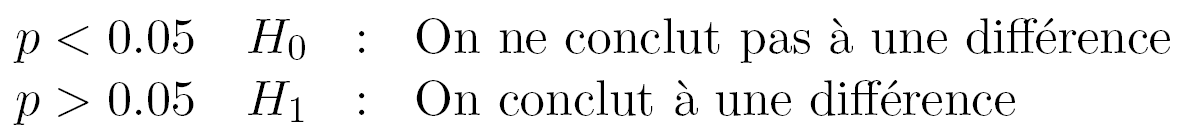 p < 0.05 H₀ : On ne conclut pas à une différence
p > 0.05 H₁ : On conclut à une différence